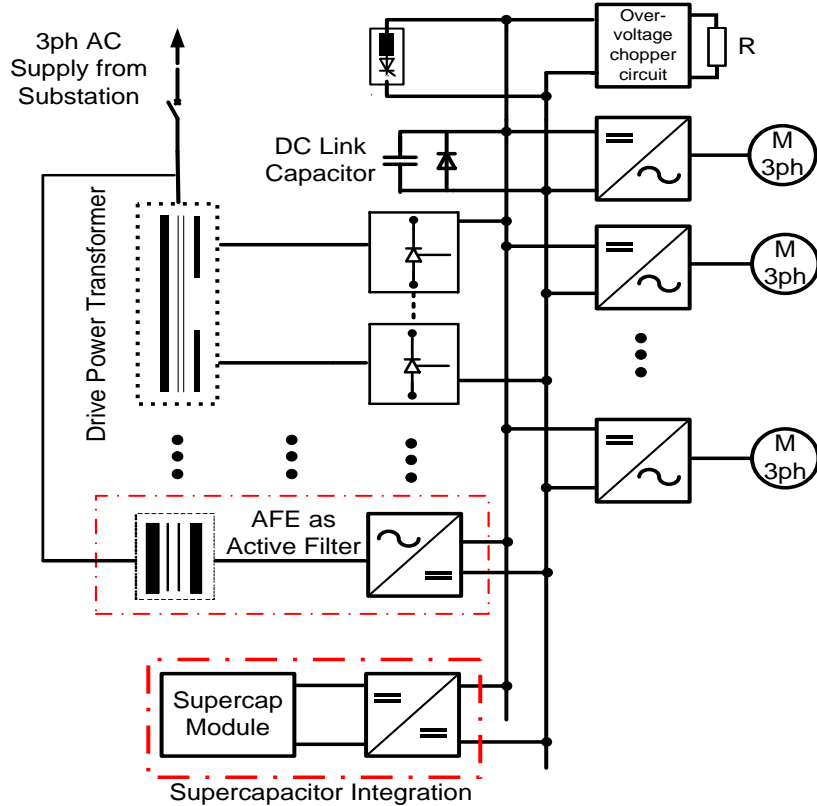 3ph AC
Supply from
Substation
Over-
voltage
chopper
circuit
R
DC Link
Capacitor
M
3ph
Drive Power Transformer
M
3ph
M
3ph
AFE as
Active Filter
Supercap
Module
Supercapacitor Integration